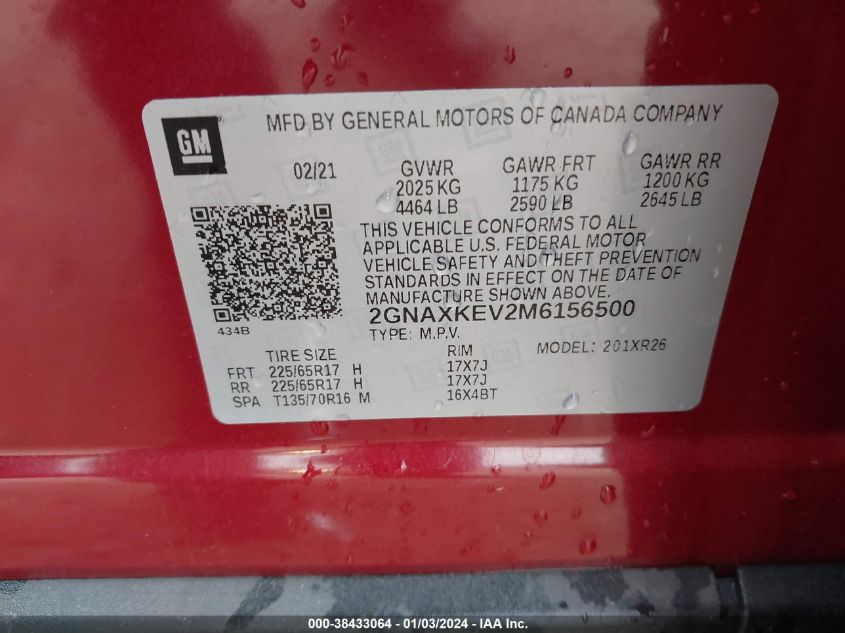 GM
MFD BY GENERAL MOTORS OF CANADA COMPANY
02/21 GVWR GAWR FRT GAWR RR
2025 KG 1175 KG 1200 KG
4464 LB 2590 LB 2645 LB
THIS VEHICLE CONFORMS TO ALL
APPLICABLE U.S. FEDERAL MOTOR
VEHICLE SAFETY AND THEFT PREVENTION
STANDARDS IN EFFECT ON THE DATE OF
MANUFACTURE SHOWN ABOVE.
2GNAXKEV2M6156500
434B TYPE: M.P.V.
TIRE SIZE RIM MODEL: 201XR26
FRT 225/65R17 H 17X7J
RR 225/65R17 H 17X7J
SPA T135/70R16 M 16X4BT
000-38433064 - 01/03/2024 - IAA Inc.